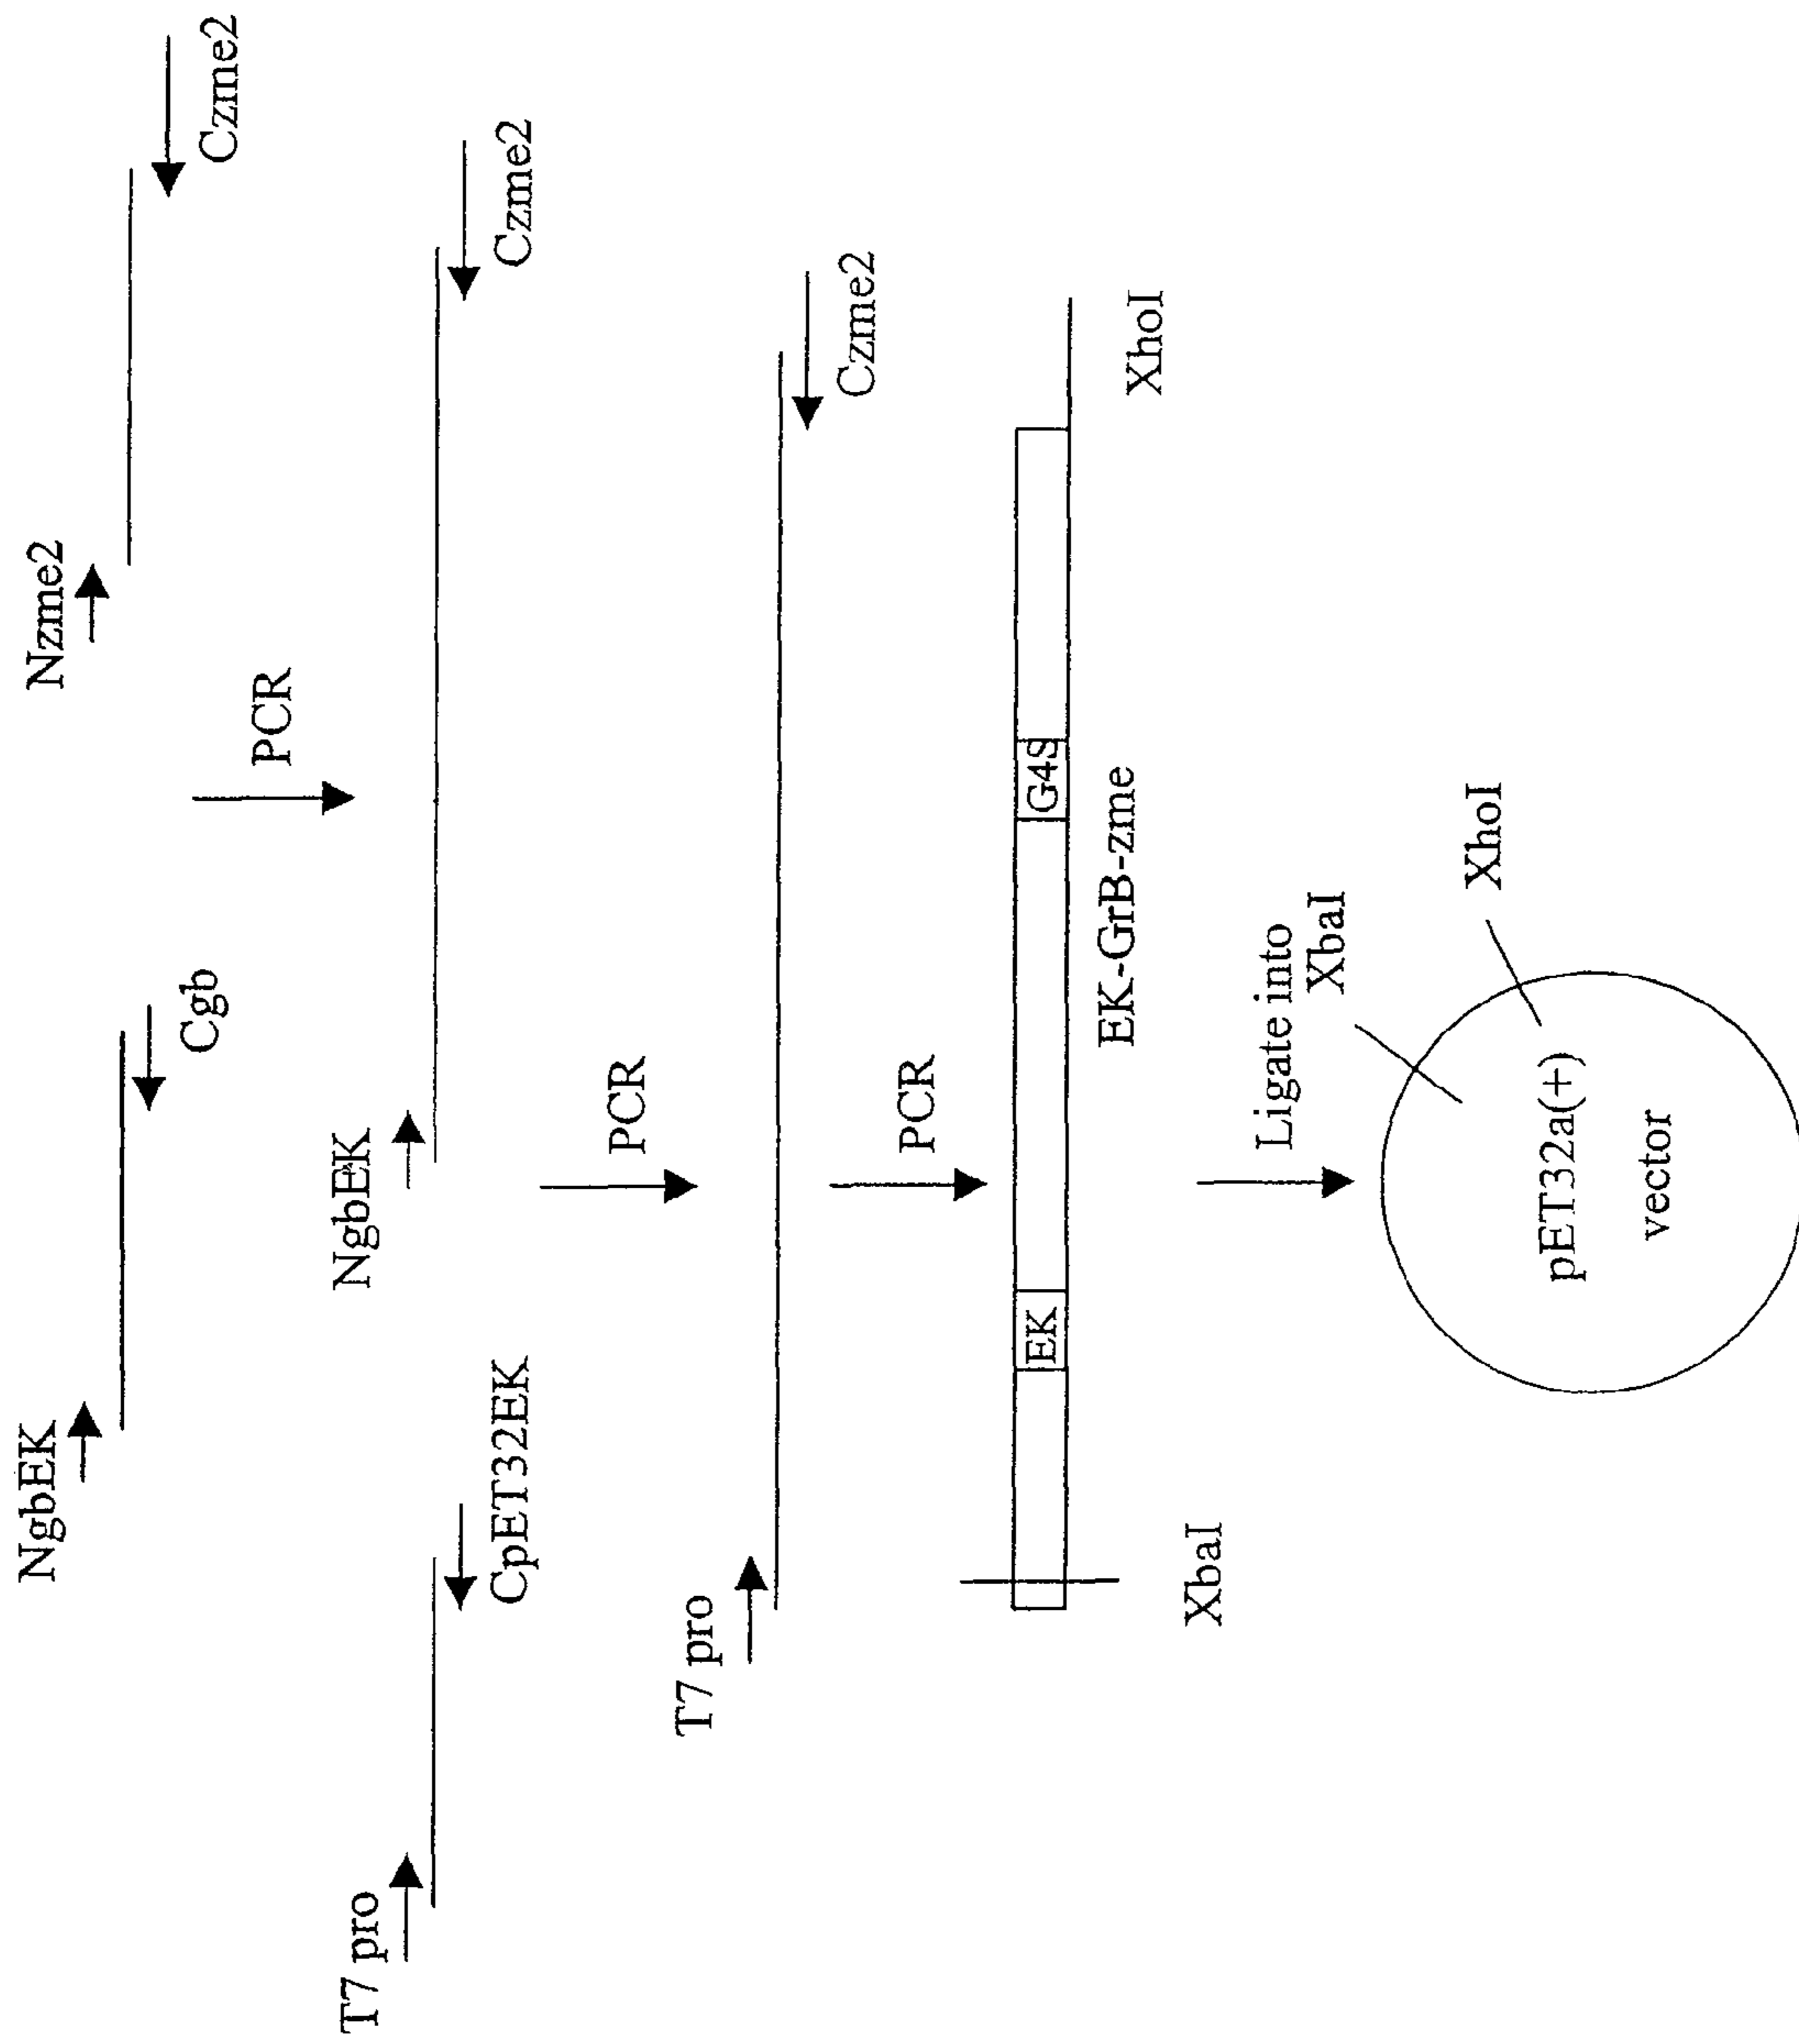 NgbEK
Cgb
Nzme2
Czme2
PCR
T7 pro
CpET32EK
NgbEK
Czme2
PCR
T7 pro
Czme2
PCR
EK
G4S
XbaI
EK-GrB-zme
XhoI
Ligate into
XbaI
XhoI
pET32a(+)
vector